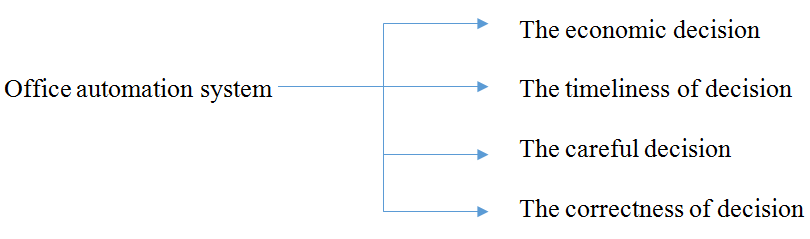 The economic decision
Office automation system
The timeliness of decision
The careful decision
The correctness of decision